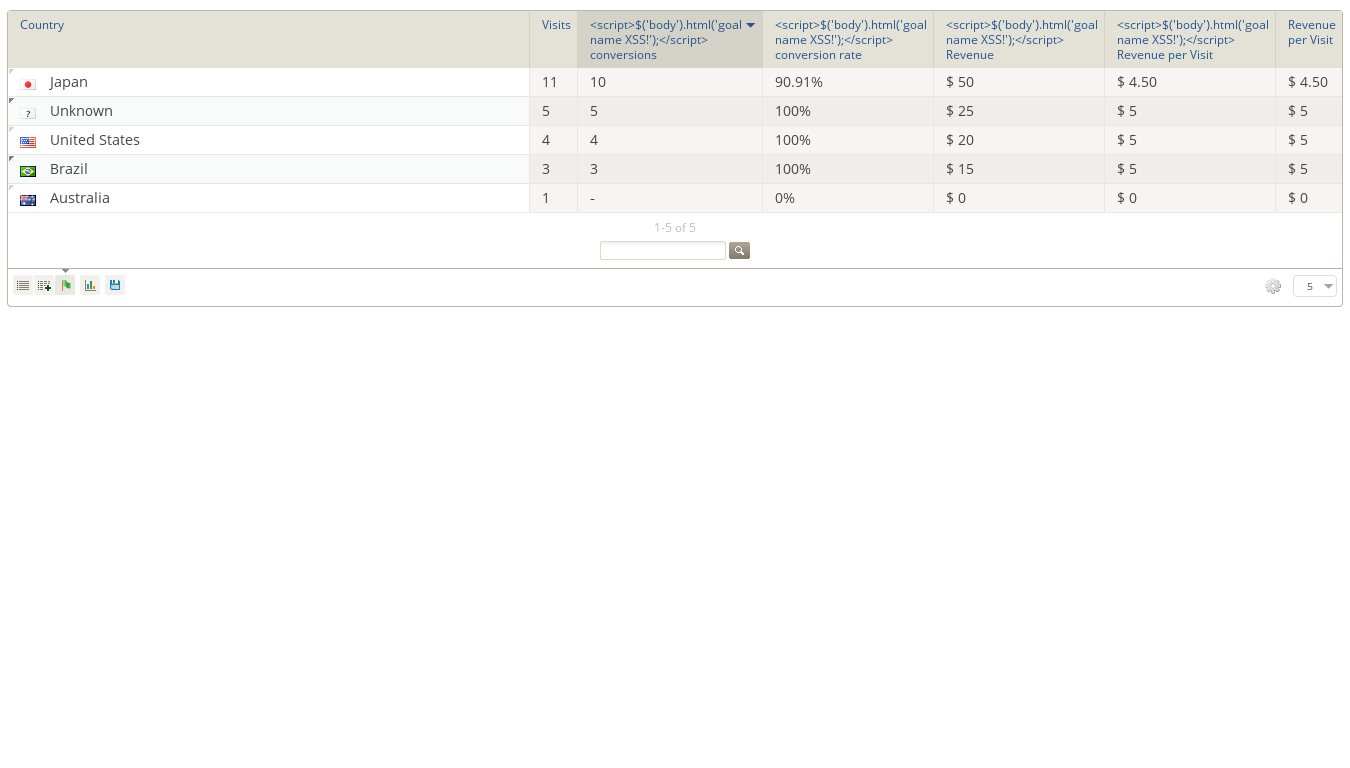 Country Visits <script>$('body').html('goal name XSS!');</script> conversions <script>$('body').html('goal name XSS!');</script> conversion rate <script>$('body').html('goal name XSS!');</script> Revenue <script>$('body').html('goal name XSS!');</script> Revenue per Visit Revenue per Visit
Japan 11 10 90.91% $ 50 $ 4.50 $ 4.50
? Unknown 5 5 100% $ 25 $ 5 $ 5
United States 4 4 100% $ 20 $ 5 $ 5
Brazil 3 3 100% $ 15 $ 5 $ 5
Australia 1 - 0% $ 0 $ 0 $ 0
1-5 of 5
5